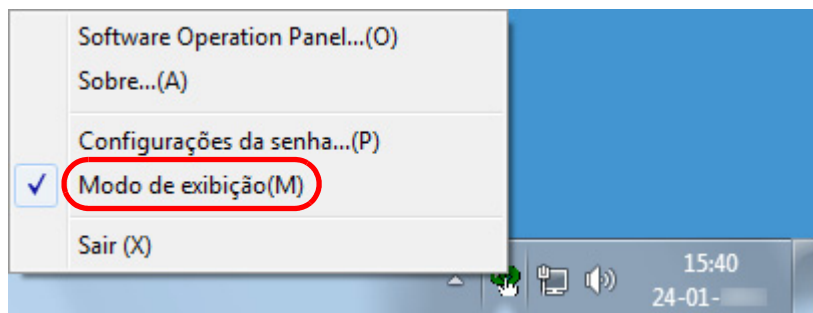 Software Operation Panel...(O)
Sobre...(A)
Configurações da senha...(P)
Modo de exibição(M)
Sair (X)
15:40
24-01-